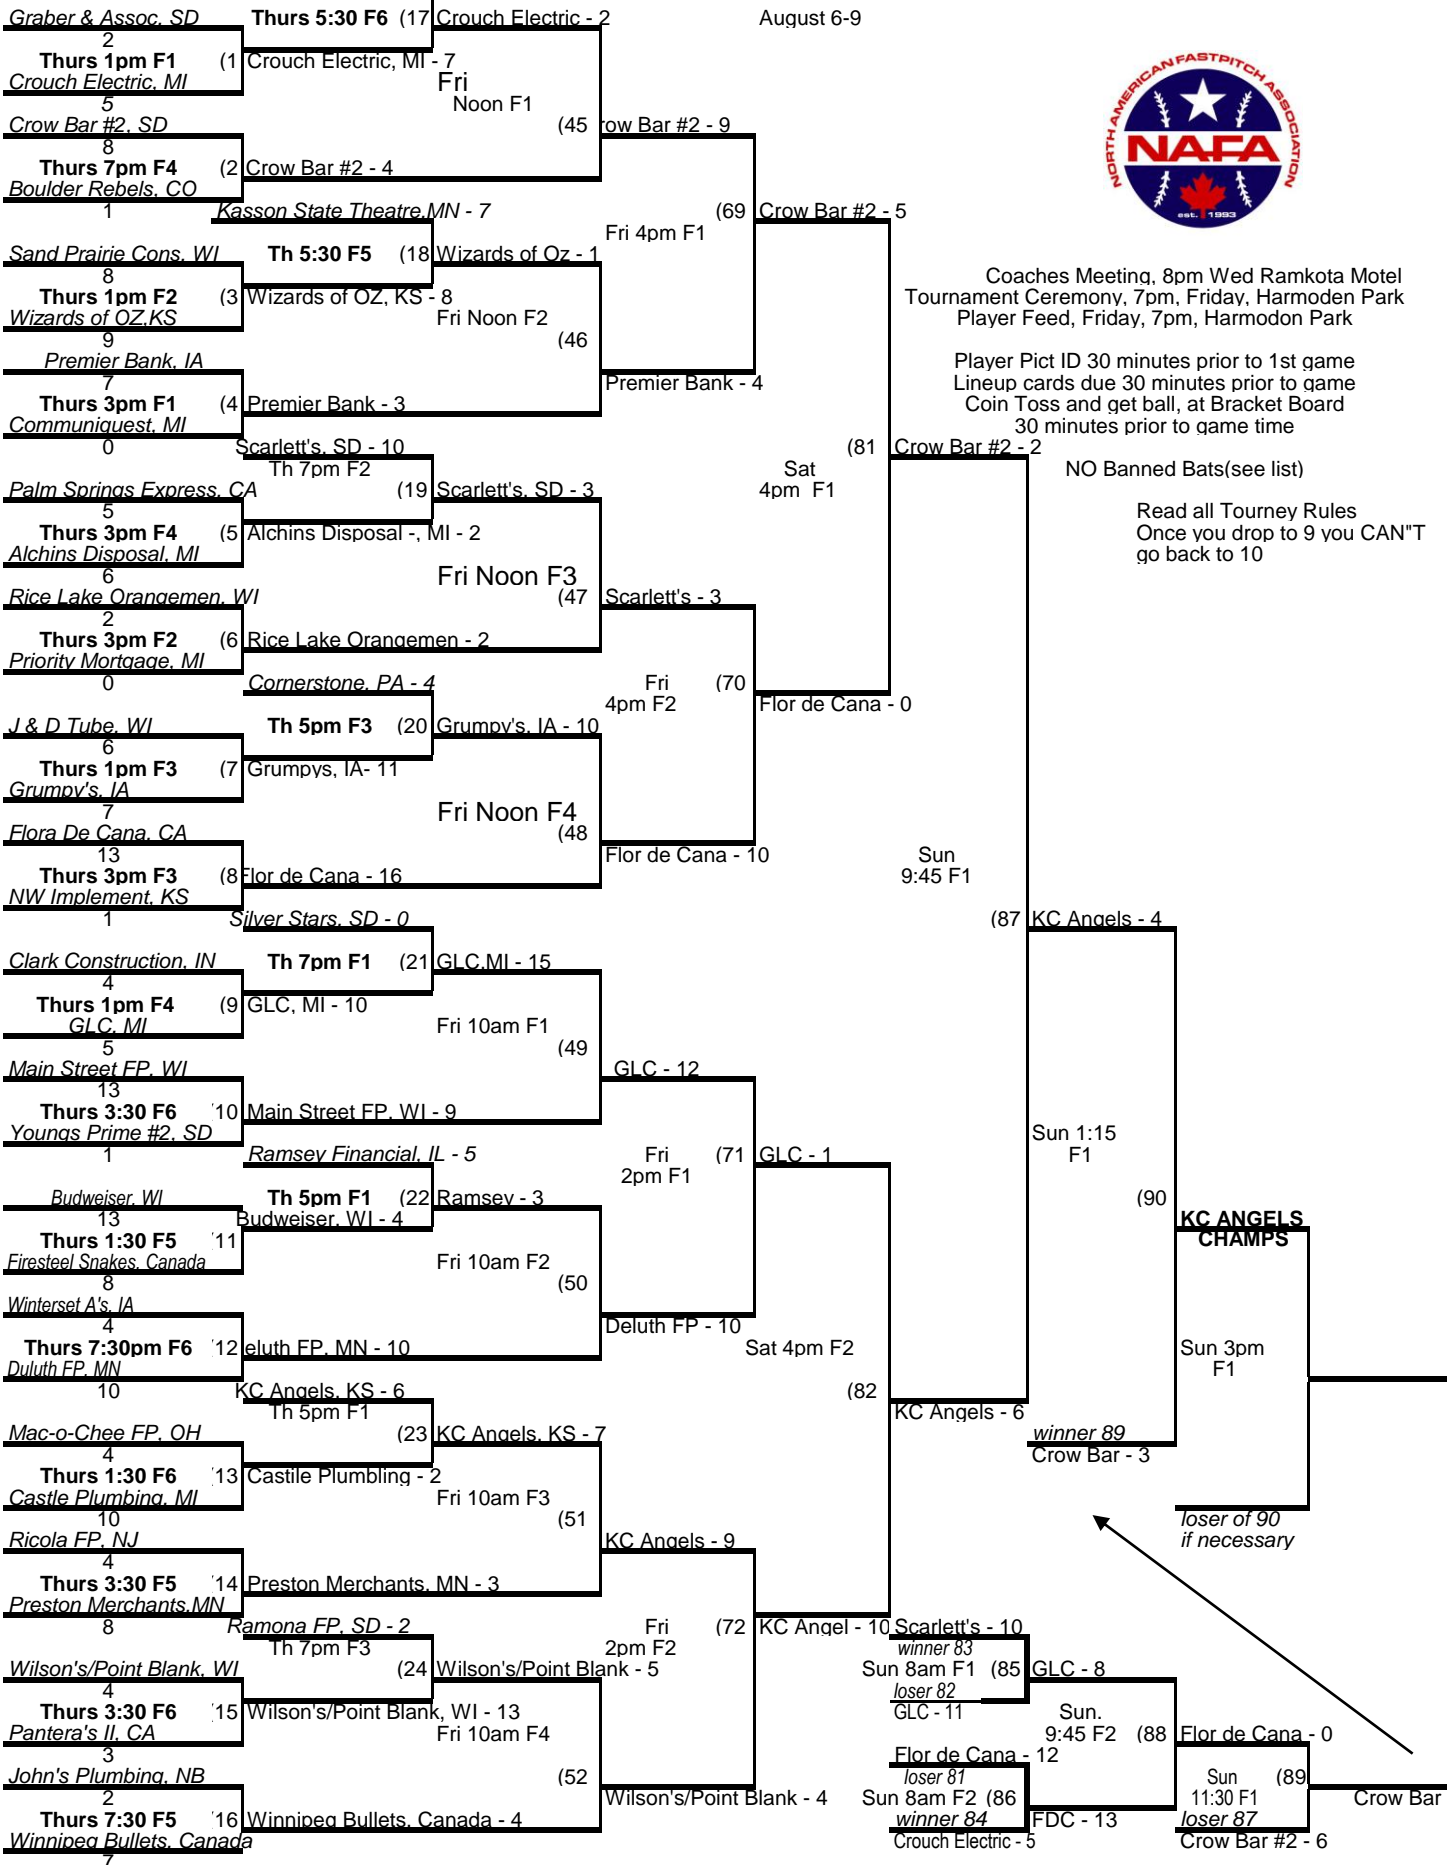 Graber & Assoc. SD
Thurs 5:30 F6 (17 Crouch Electric - 2
August 6-9
2
Thurs 1pm F1 (1 Crouch Electric, MI - 7
Crouch Electric, MI
Fri
Noon F1
5
Crow Bar #2, SD
(45 row Bar #2 - 9
8
Thurs 7pm F4 (2 Crow Bar #2 - 4
Boulder Rebels, CO
1
Kasson State Theatre,MN - 7
(69 Crow Bar #2 - 5
Fri 4pm F1
Sand Prairie Cons, WI
Th 5:30 F5 (18 Wizards of Oz - 1
8
Thurs 1pm F2 (3 Wizards of OZ, KS - 8
Wizards of OZ,KS
Fri Noon F2
9
(46
Premier Bank, IA
7
Premier Bank - 4
Thurs 3pm F1 (4 Premier Bank - 3
Communiquest, MI
0
Scarlett's, SD - 10
(81 Crow Bar #2 - 2
Th 7pm F2
Sat
4pm F1
Palm Springs Express, CA
(19 Scarlett's, SD - 3
5
Thurs 3pm F4 (5 Alchins Disposal -, MI - 2
Alchins Disposal, MI
6
Fri Noon F3
Rice Lake Orangemen, WI
(47 Scarlett's - 3
2
Thurs 3pm F2 (6 Rice Lake Orangemen - 2
Priority Mortgage, MI
0
Cornerstone, PA - 4
Fri (70
4pm F2
Flor de Cana - 0
J & D Tube, WI
Th 5pm F3 (20 Grumpy's, IA - 10
6
Thurs 1pm F3 (7 Grumpys, IA- 11
Grumpy's, IA
7
Fri Noon F4
Flora De Cana, CA
(48
13
Flor de Cana - 10
Sun
9:45 F1
Thurs 3pm F3 (8 Flor de Cana - 16
NW Implement, KS
1
Silver Stars, SD - 0
(87 KC Angels - 4
Clark Construction, IN
Th 7pm F1 (21 GLC,MI - 15
4
Thurs 1pm F4 (9 GLC, MI - 10
GLC, MI
Fri 10am F1
5
(49
Main Street FP, WI
GLC - 12
13
Thurs 3:30 F6 10 Main Street FP, WI - 9
Youngs Prime #2, SD
Sun 1:15
F1
1
Ramsey Financial, IL - 5
Fri (71 GLC - 1
2pm F1
Budweiser, WI
Th 5pm F1 (22 Ramsey - 3
(90
13
Budweiser, WI - 4
KC ANGELS
CHAMPS
Thurs 1:30 F5 11
Firesteel Snakes, Canada
Fri 10am F2
8
(50
Winterset A's, IA
4
Deluth FP - 10
Thurs 7:30pm F6 12 eluth FP, MN - 10
Sat 4pm F2
Sun 3pm
F1
Duluth FP, MN
10
KC Angels, KS - 6
(82
Th 5pm F1
KC Angels - 6
Mac-o-Chee FP, OH
(23 KC Angels, KS - 7
winner 89
4
Crow Bar - 3
Thurs 1:30 F6 13 Castile Plumbling - 2
Castle Plumbing, MI
Fri 10am F3
10
(51
loser of 90
if necessary
Ricola FP, NJ
KC Angels - 9
4
Thurs 3:30 F5 14 Preston Merchants, MN - 3
Preston Merchants,MN
8
Ramona FP, SD - 2
Fri (72 KC Angel - 10
2pm F2
Scarlett's - 10
Th 7pm F3
winner 83
Wilson's/Point Blank, WI
(24 Wilson's/Point Blank - 5
Sun 8am F1 (85 GLC - 8
4
loser 82
Thurs 3:30 F6 15 Wilson's/Point Blank, WI - 13
GLC - 11
Sun.
Pantera's II, CA
Fri 10am F4
9:45 F2 (88 Flor de Cana - 0
3
Flor de Cana - 12
John's Plumbing, NB
(52
loser 81
Sun (89
2
Wilson's/Point Blank - 4
Sun 8am F2 (86
11:30 F1
Crow Bar
Thurs 7:30 F5 16 Winnipeg Bullets, Canada - 4
winner 84
FDC - 13
loser 87
Winnipeg Bullets, Canada
Crouch Electric - 5
Crow Bar #2 - 6
7
NORTH AMERICAN FASTPITCH ASSOCIATION
NAFA
est. 1993
Coaches Meeting, 8pm Wed Ramkota Motel
Tournament Ceremony, 7pm, Friday, Harmoden Park
Player Feed, Friday, 7pm, Harmodon Park
Player Pict ID 30 minutes prior to 1st game
Lineup cards due 30 minutes prior to game
Coin Toss and get ball, at Bracket Board
30 minutes prior to game time
NO Banned Bats(see list)
Read all Tourney Rules
Once you drop to 9 you CAN"T
go back to 10